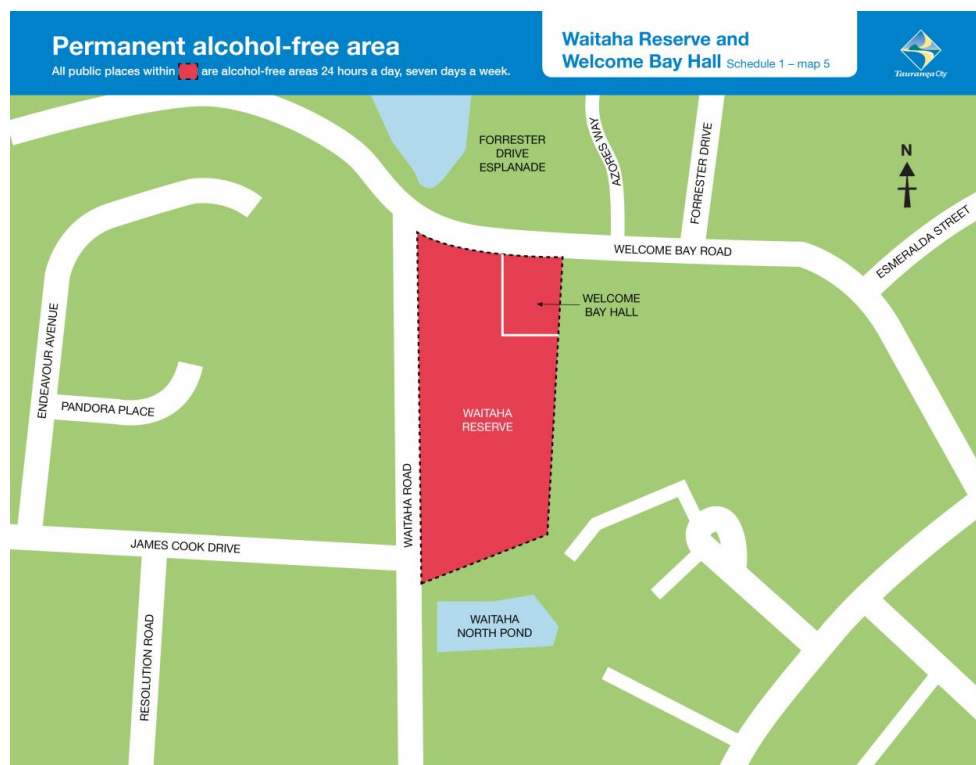 Permanent alcohol-free area
All public places within are alcohol-free areas 24 hours a day, seven days a week.
Waitaha Reserve and
Welcome Bay Hall Schedule 1 – map 5
Tauranga City
FORRESTER
DRIVE
ESPLANADE
AZORES WAY
FORRESTER DRIVE
N
ESMERALDA STREET
WELCOME BAY ROAD
WELCOME
BAY HALL
ENDEAVOUR AVENUE
PANDORA PLACE
WAITAHA
RESERVE
WAITAHA ROAD
JAMES COOK DRIVE
RESOLUTION ROAD
WAITAHA
NORTH POND